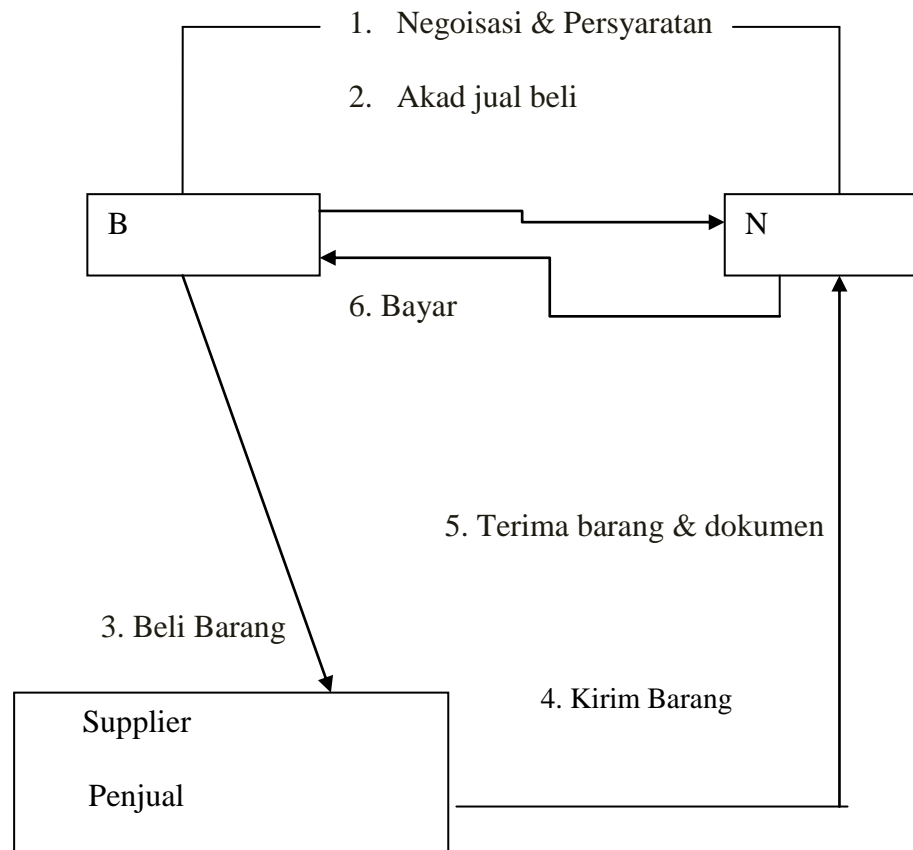 1. Negoisasi & Persyaratan
2. Akad jual beli
B
N
6. Bayar
5. Terima barang & dokumen
3. Beli Barang
4. Kirim Barang
Supplier
Penjual